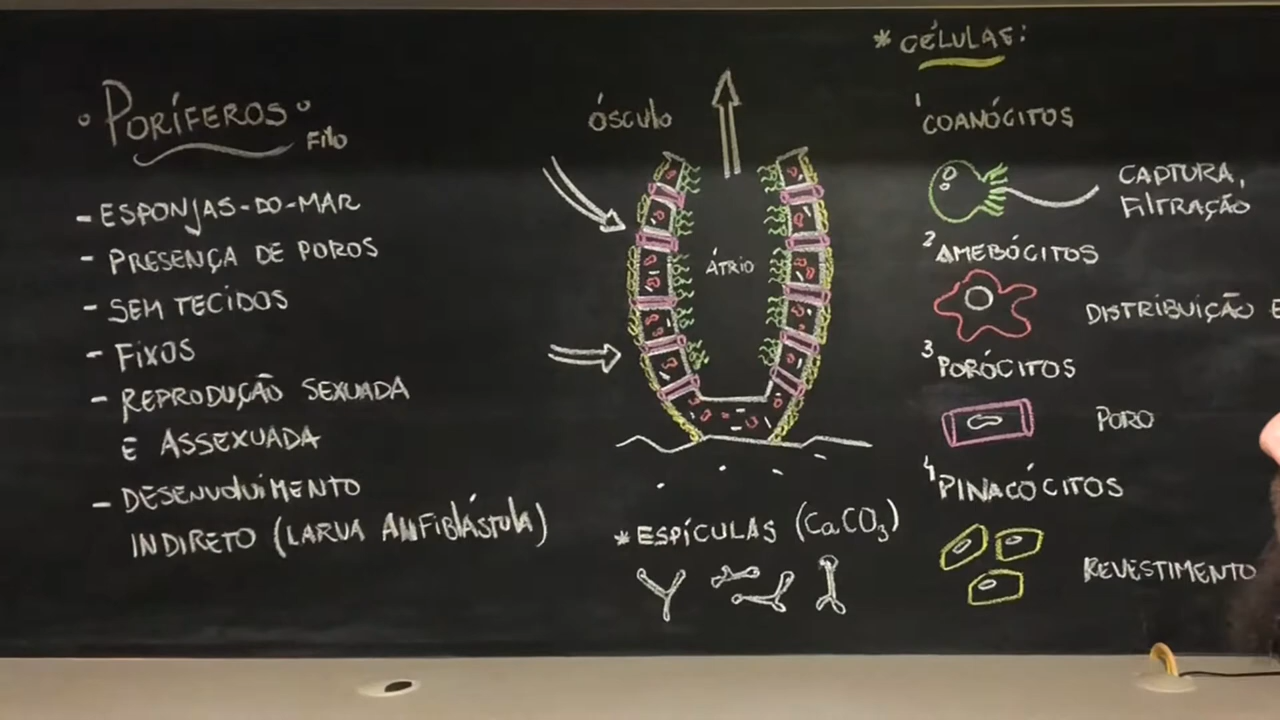 PORÍFEROS
Filo
- ESPONJAS-DO-MAR
- PRESENÇA DE POROS
- SEM TECIDOS
- FIXOS
- REPRODUÇÃO SEXUADA
E ASSEXUADA
- DESENVOLVIMENTO
INDIRETO (LARVA ANFIBLÁSTULA)
ÓSCULO
ÁTRIO
* ESPÍCULAS (CaCO3)
* CÉLULAS:
1 COANÓCITOS
CAPTURA,
FILTRAÇÃO
2 AMEBÓCITOS
DISTRIBUIÇÃO E
3 PORÓCITOS
PORO
4 PINACÓCITOS
REVESTIMENTO